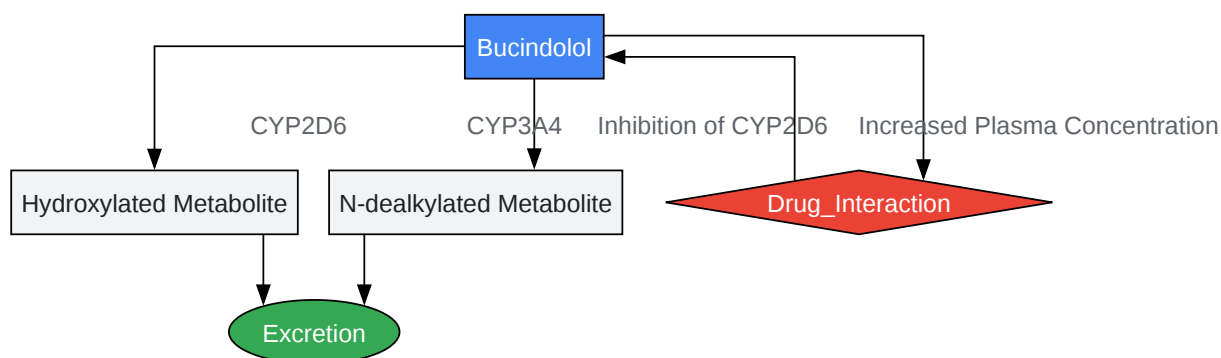 Bucindolol
CYP2D6
CYP3A4
Inhibition of CYP2D6
Increased Plasma Concentration
Hydroxylated Metabolite
N-dealkylated Metabolite
Drug_Interaction
Excretion